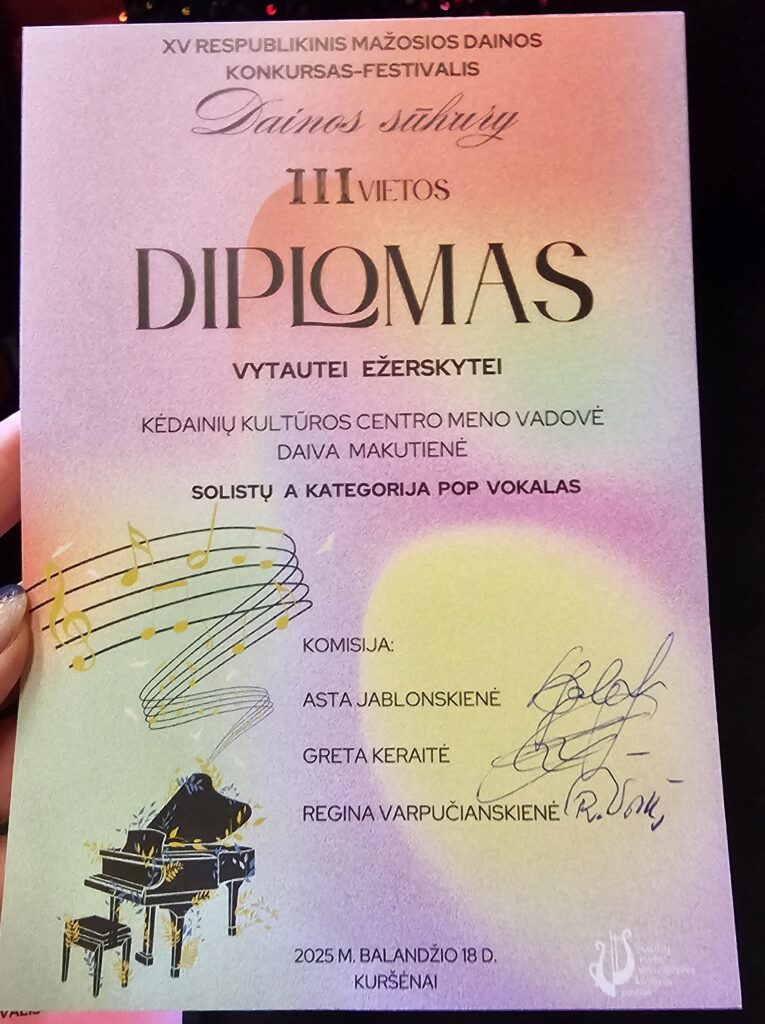 XV RESPUBLIKINIS MAŽOSIOS DAINOS
KONKURSAS-FESTIVALIS
Dainos sūkury
III VIETOS
DIPLOMAS
VYTAUTEI EŽERSKYTEI
KĖDAINIŲ KULTŪROS CENTRO MENO VADOVĖ
DAIVA MAKUTIENĖ
SOLISTŲ A KATEGORIJA POP VOKALAS
KOMISIJA:
ASTA JABLONSKIENĖ
GRETA KERAITĖ
REGINA VARPUČIANSKIENĖ
2025 M. BALANDŽIO 18 D.
KURŠĖNAI
VALIS